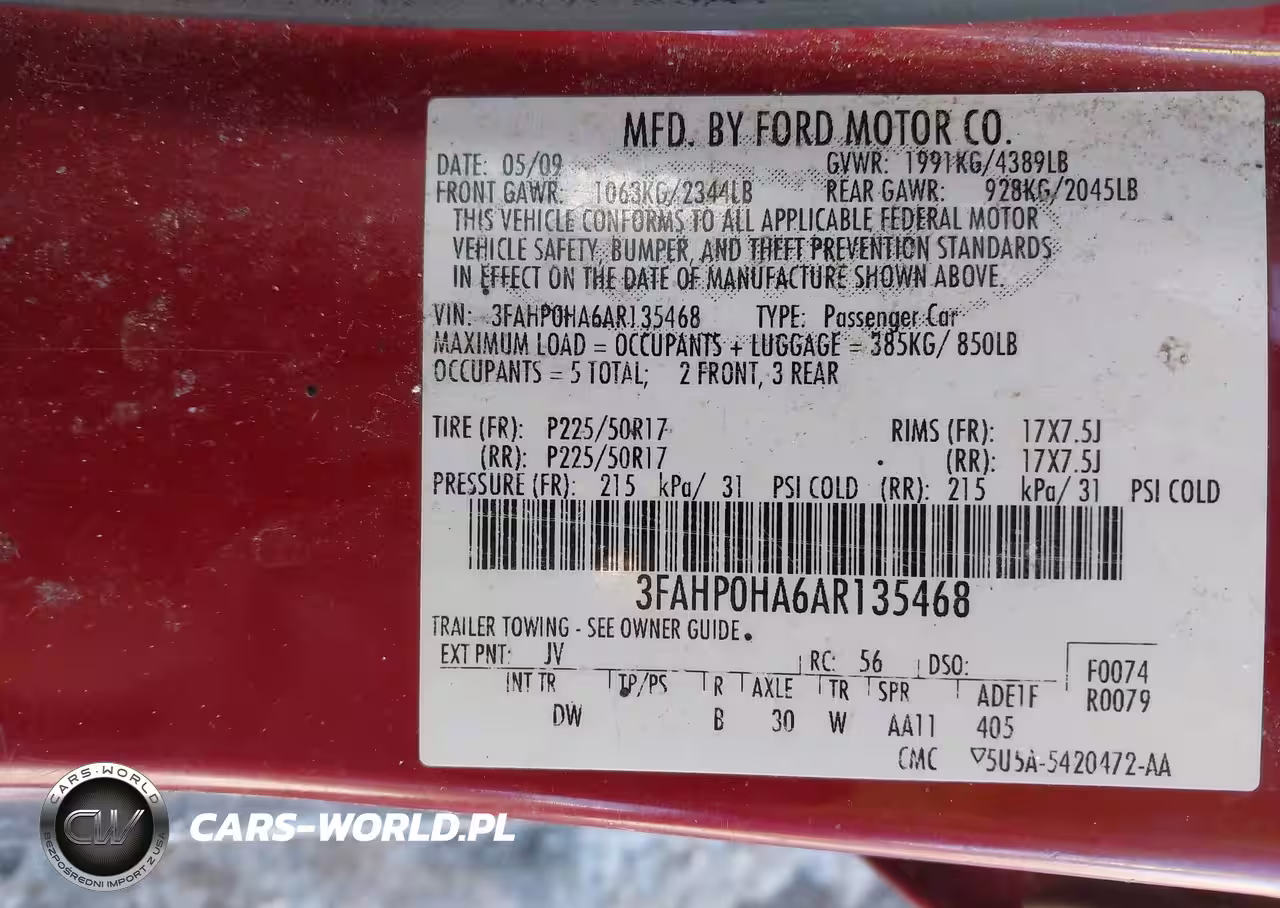 MFD. BY FORD MOTOR CO.
DATE: 05/09 GVWR: 1991KG/4389LB
FRONT GAWR: 1063KG/2344LB REAR GAWR: 928KG/2045LB
THIS VEHICLE CONFORMS TO ALL APPLICABLE FEDERAL MOTOR
VEHICLE SAFETY, BUMPER, AND THEFT PREVENTION STANDARDS
IN EFFECT ON THE DATE OF MANUFACTURE SHOWN ABOVE.
VIN: 3FAHP0HA6AR135468 TYPE: Passenger Car
MAXIMUM LOAD = OCCUPANTS + LUGGAGE = 385KG/ 850LB
OCCUPANTS = 5 TOTAL; 2 FRONT, 3 REAR
TIRE (FR): P225/50R17 RIMS (FR): 17X7.5J
(RR): P225/50R17 (RR): 17X7.5J
PRESSURE (FR): 215 kPa/ 31 PSI COLD (RR): 215 kPa/ 31 PSI COLD
3FAHP0HA6AR135468
TRAILER TOWING - SEE OWNER GUIDE.
EXT PNT: JV RC: 56 DSO: F0074
INT TR TP/PS R AXLE TR SPR ADE1F R0079
DW B 30 W AA11 405
CMC ▽5U5A-5420472-AA
CARS-WORLD
CW
BEZPOŚREDNI IMPORT Z USA
CARS-WORLD.PL